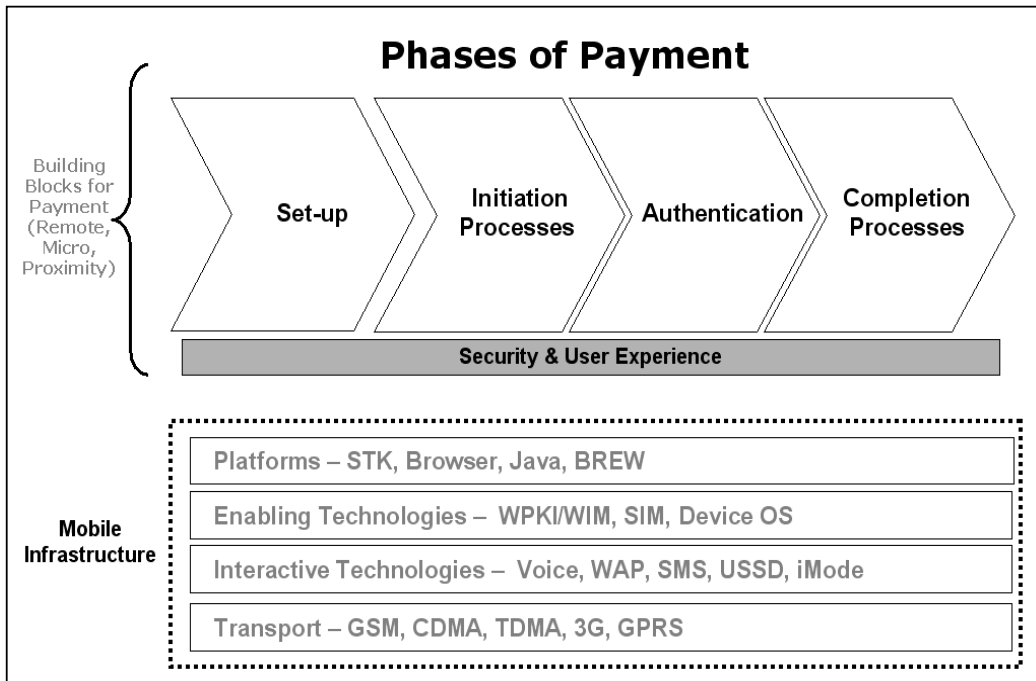 Phases of Payment
Building
Blocks for
Payment
(Remote,
Micro,
Proximity)
Set-up
Initiation
Processes
Authentication
Completion
Processes
Security & User Experience
Mobile
Infrastructure
Platforms – STK, Browser, Java, BREW
Enabling Technologies – WPKI/WIM, SIM, Device OS
Interactive Technologies – Voice, WAP, SMS, USSD, iMode
Transport – GSM, CDMA, TDMA, 3G, GPRS